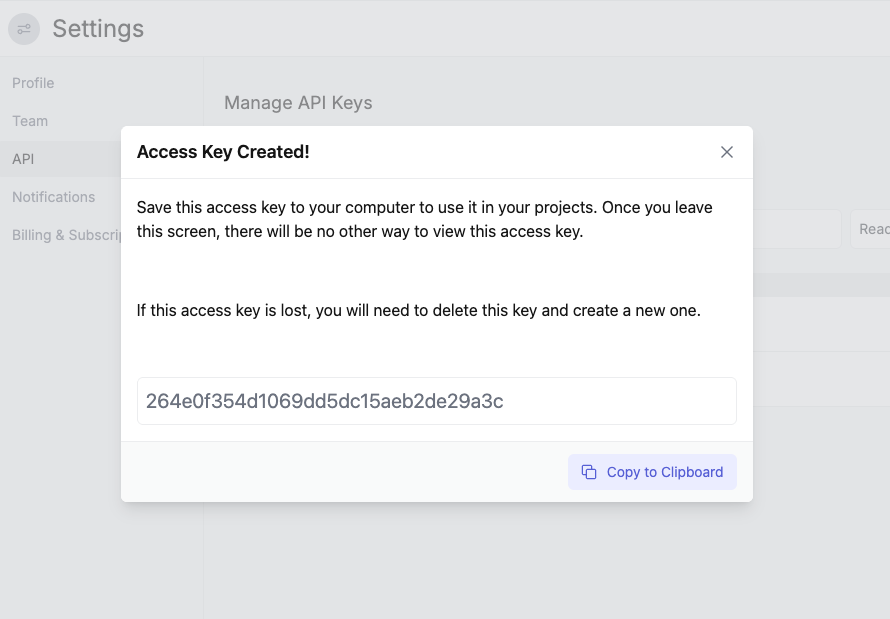 Settings
Profile
Team
API
Notifications
Billing & Subscrip
Manage API Keys
Read
Access Key Created!
Save this access key to your computer to use it in your projects. Once you leave
this screen, there will be no other way to view this access key.
If this access key is lost, you will need to delete this key and create a new one.
264e0f354d1069dd5dc15aeb2de29a3c
Copy to Clipboard